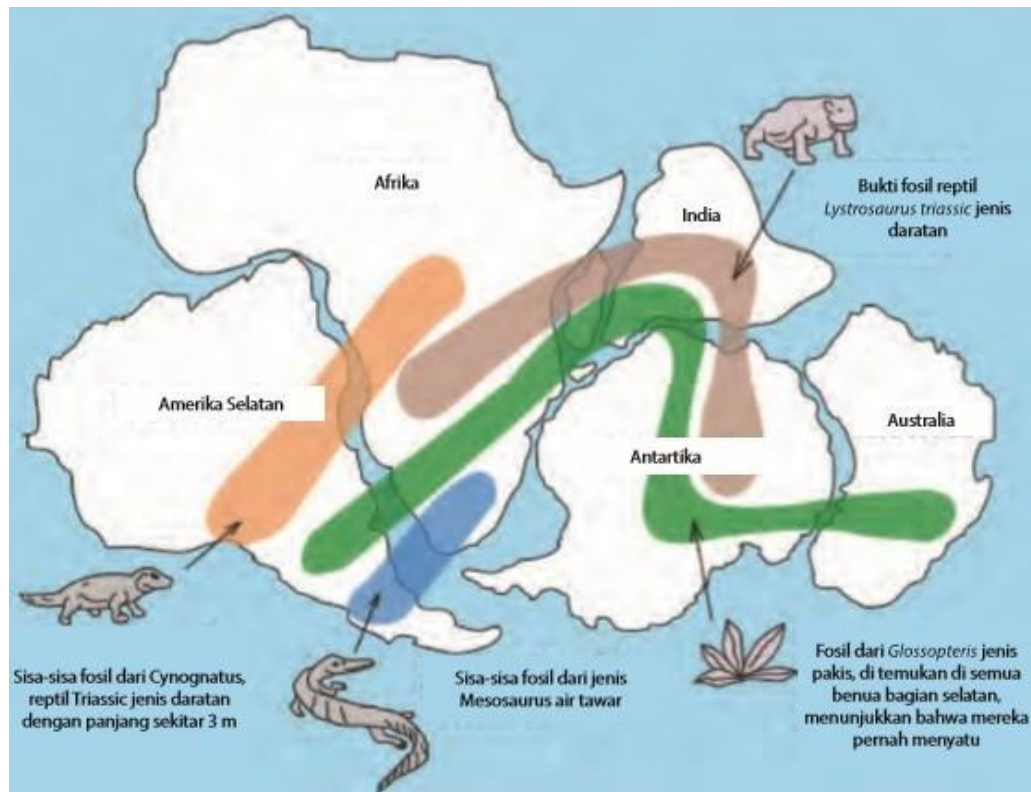 Afrika
India
Bukti fosil reptil
Lystrosaurus triassic jenis
daratan
Amerika Selatan
Antartika
Australia
Sisa-sisa fosil dari Cynognatus,
reptil Triassic jenis daratan
dengan panjang sekitar 3 m
Sisa-sisa fosil dari jenis
Mesosaurus air tawar
Fosil dari Glossopteris jenis
pakis, di temukan di semua
benua bagian selatan,
menunjukkan bahwa mereka
pernah menyatu